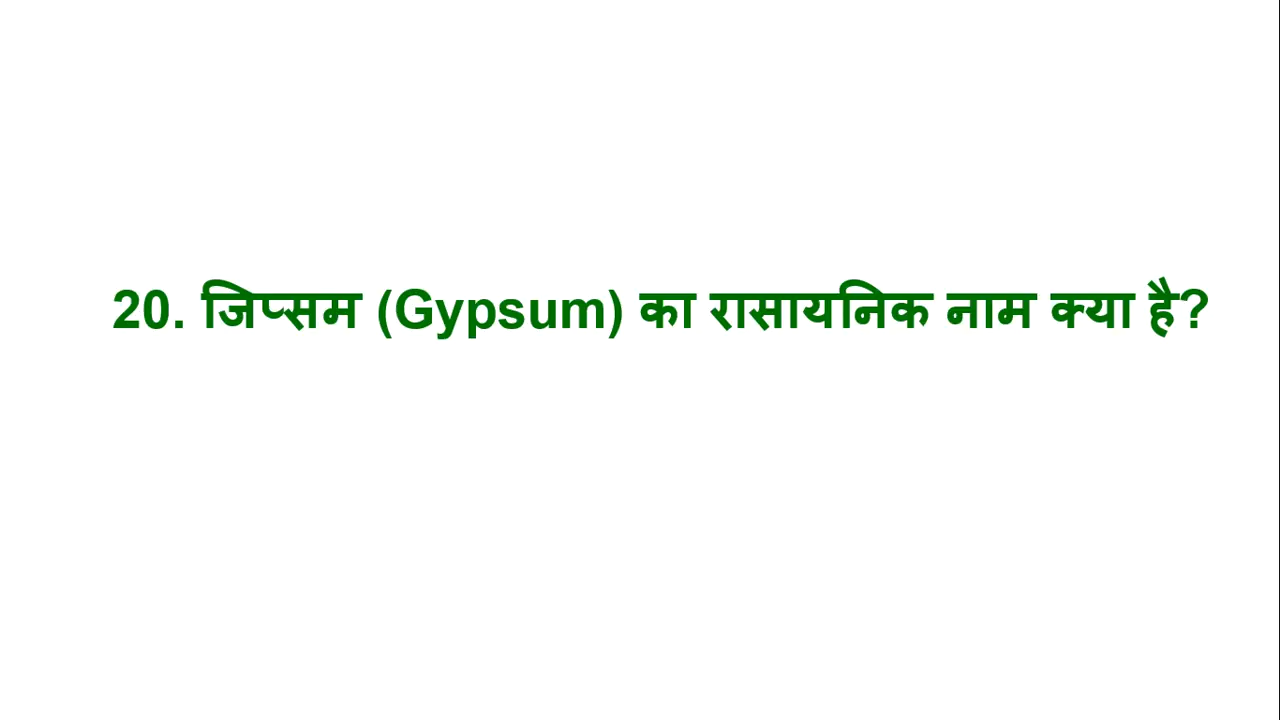 20. जिप्सम (Gypsum) का रासायनिक नाम क्या है?